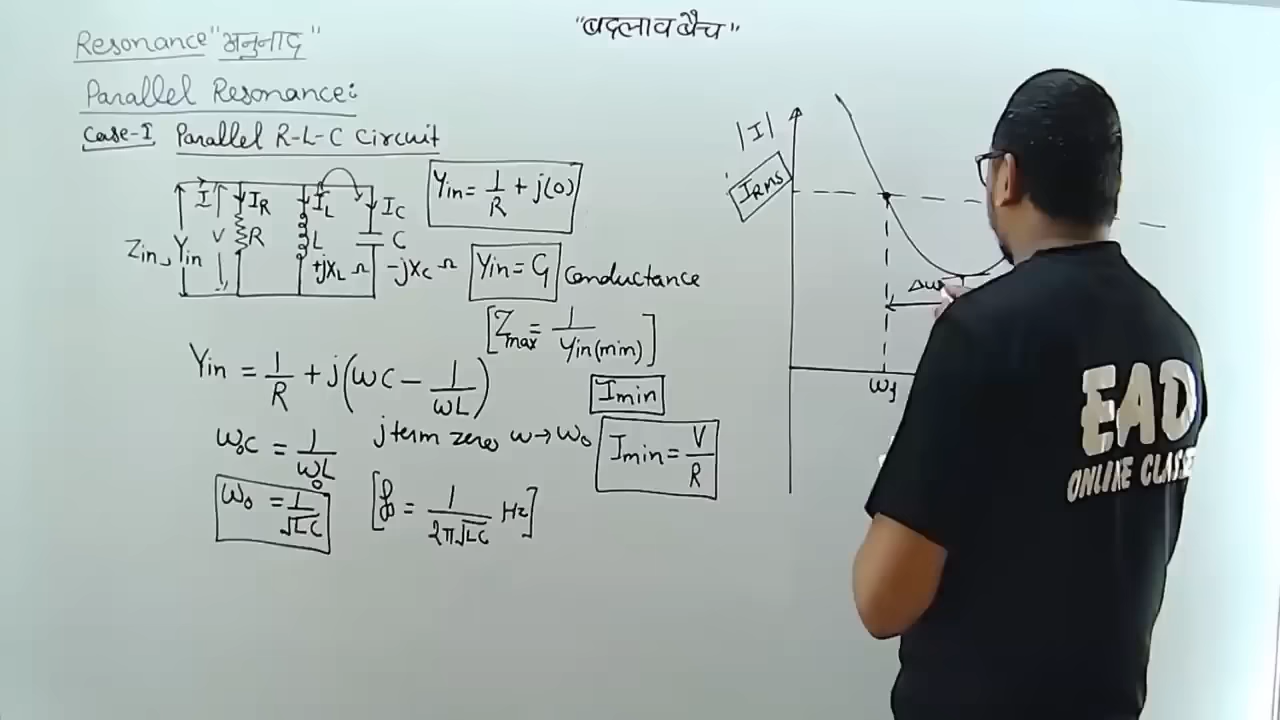 "बदलाव बैच"
Resonance "अनुनाद"
Parallel Resonance:
Case-I Parallel R-L-C Circuit
I IR IL IC
Zin, Yin V R L C
+jXL Ω -jXC Ω
Yin = 1/R + j(0)
Yin = G Conductance
[Zmax = 1/Yin(min)]
Yin = 1/R + j(ωC - 1/ωL)
Imin
ω₀C = 1/ω₀L
j term zero ω→ω₀
Imin = V/R
ω₀ = 1/√LC
[f₀ = 1/2π√LC Hz]
|I|
IRMS
Δω
ω₁
EAD
ONLINE CLASSE